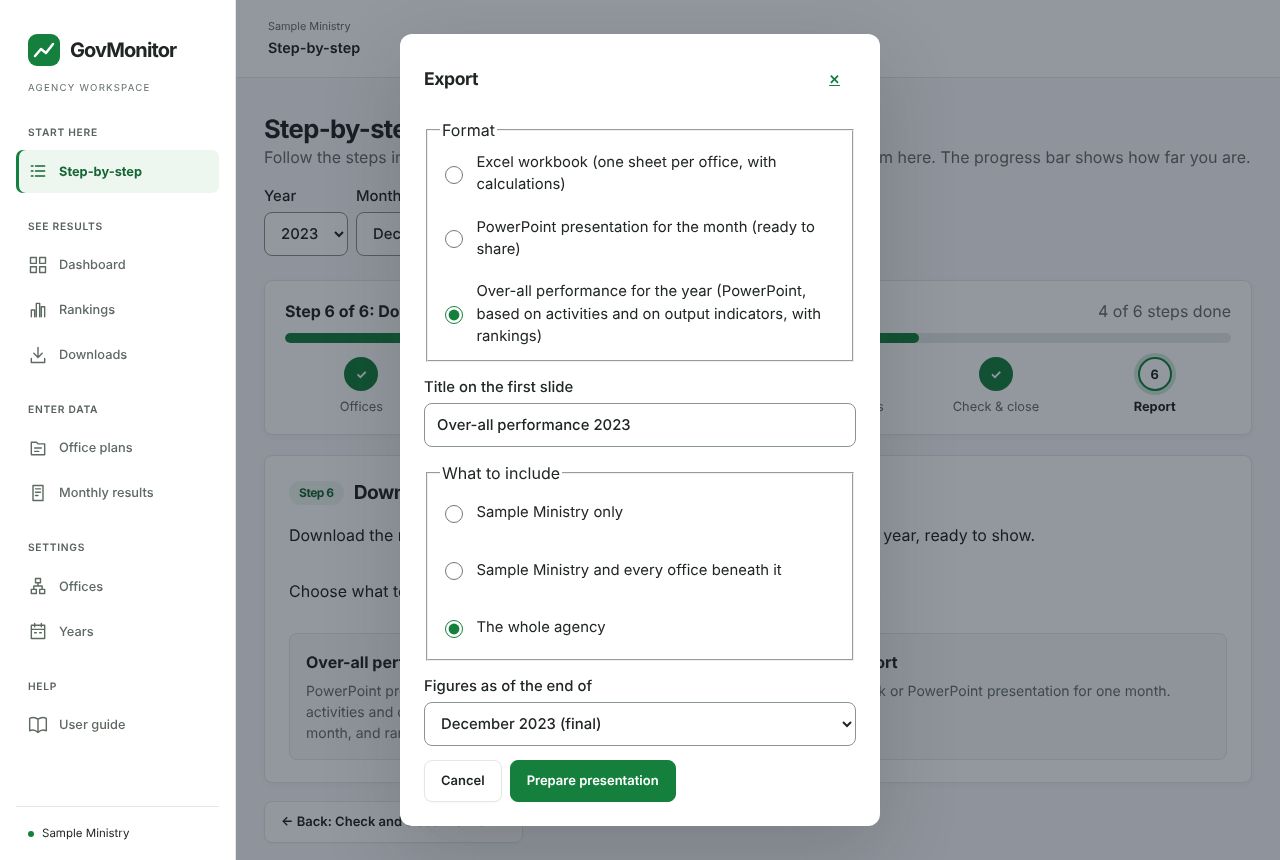 GovMonitor
AGENCY WORKSPACE
START HERE
Step-by-step
SEE RESULTS
Dashboard
Rankings
Downloads
ENTER DATA
Office plans
Monthly results
SETTINGS
Offices
Years
HELP
User guide
Sample Ministry
Sample Ministry
Step-by-step
Step-by-ste
Follow the steps i
m here. The progress bar shows how far you are.
Year
Month
2023
Dec
Step 6 of 6: Do
4 of 6 steps done
Offices
s
Check & close
6
Report
Step 6
Down
Download the
year, ready to show.
Choose what t
Over-all per
PowerPoint pr
activities and
month, and ra
rt
k or PowerPoint presentation for one month.
← Back: Check and
Export
×
Format
Excel workbook (one sheet per office, with
calculations)
PowerPoint presentation for the month (ready to
share)
Over-all performance for the year (PowerPoint,
based on activities and on output indicators, with
rankings)
Title on the first slide
Over-all performance 2023
What to include
Sample Ministry only
Sample Ministry and every office beneath it
The whole agency
Figures as of the end of
December 2023 (final)
Cancel
Prepare presentation